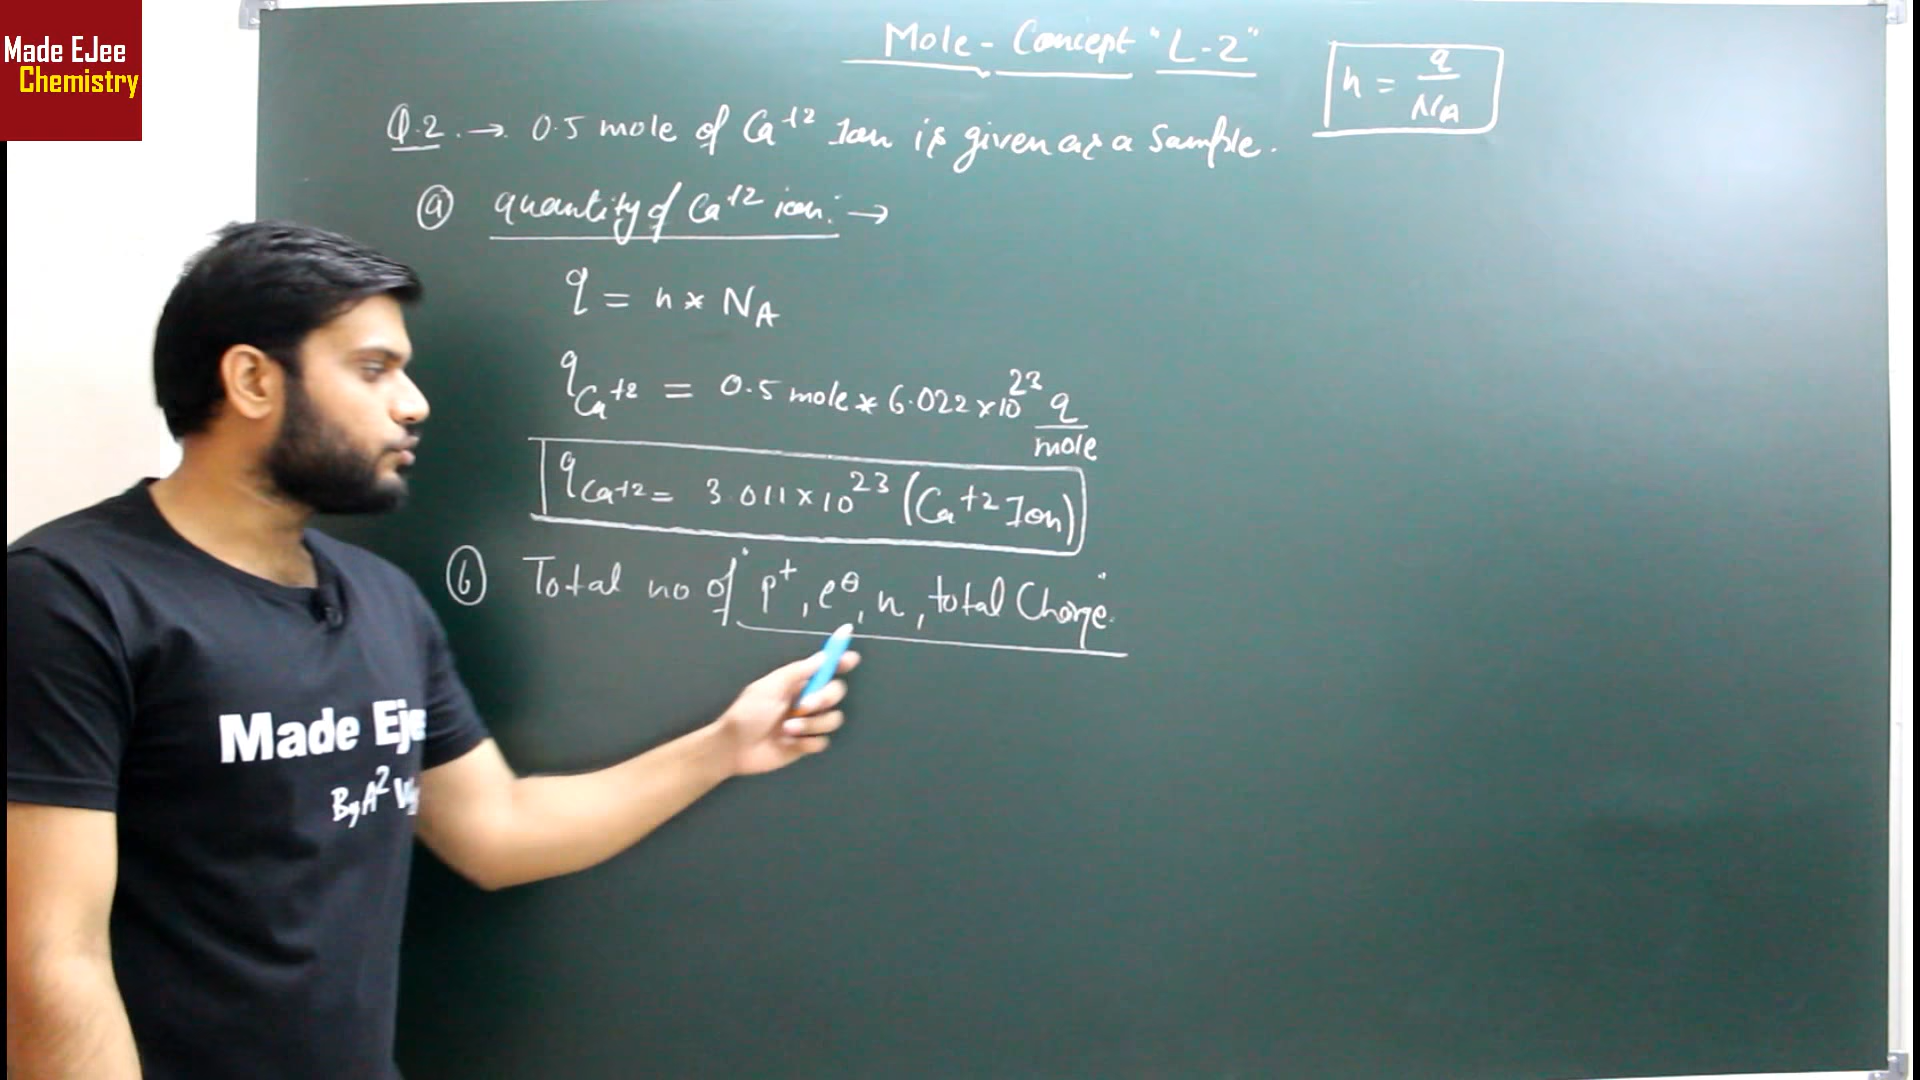 Made EJee
Chemistry
Mole - Concept "L-2"
n = q / NA
Q.2. → 0.5 mole of Ca+2 Ion is given as a sample.
(a) quantity of Ca+2 ion. →
q = n * NA
qCa+2 = 0.5 mole * 6.022 × 10^23 q/mole
qCa+2 = 3.011 × 10^23 (Ca+2 Ion)
(b) Total no of p+, e⊖, n, total Charge.
Made Eje
By A2